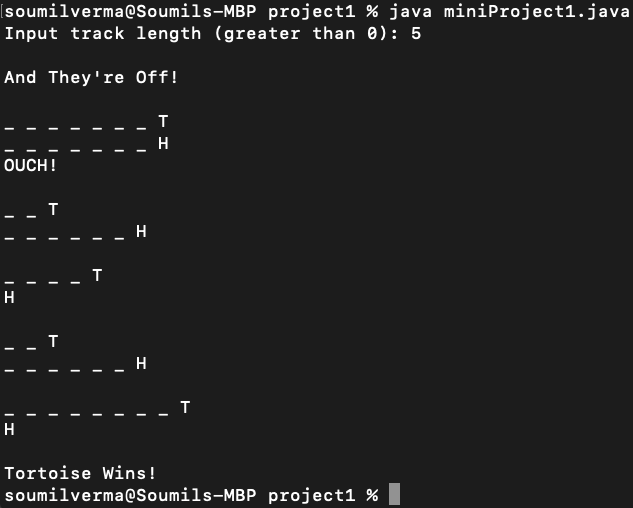 soumilverma@Soumils-MBP project1 % java miniProject1.java
Input track length (greater than 0): 5
And They're Off!
_ _ _ _ _ _ _ T
_ _ _ _ _ _ _ H
OUCH!
_ _ T
_ _ _ _ _ _ H
_ _ _ _ T
H
_ _ T
_ _ _ _ _ _ H
_ _ _ _ _ _ _ _ T
H
Tortoise Wins!
soumilverma@Soumils-MBP project1 %